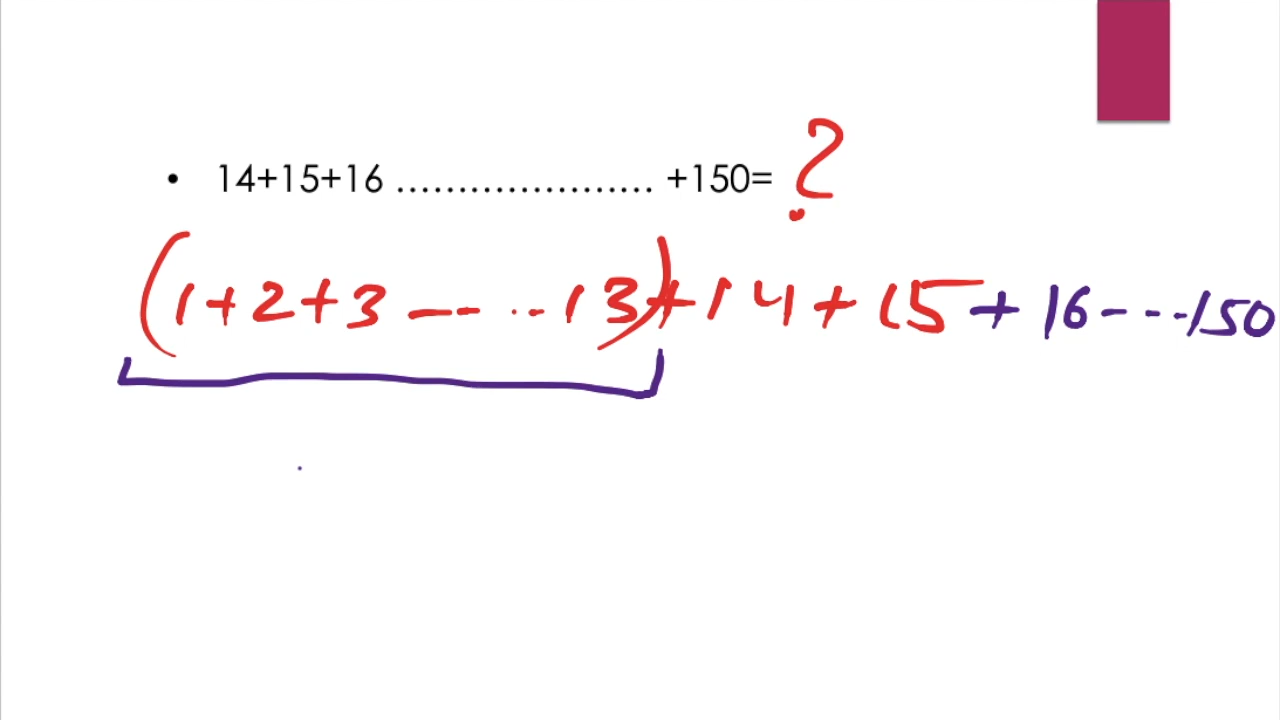 • 14+15+16 ..................... +150= ?
(1+2+3 -- -- 13)+14+15+16---150